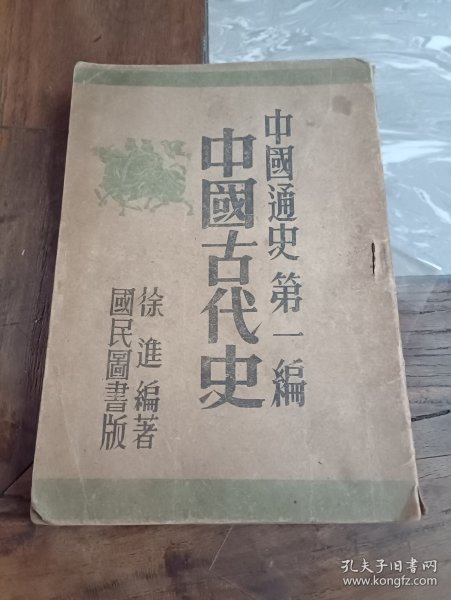 中國通史 第一編
中國古代史
徐進編著
國民圖書版
孔夫子旧书网
www.kongfz.com